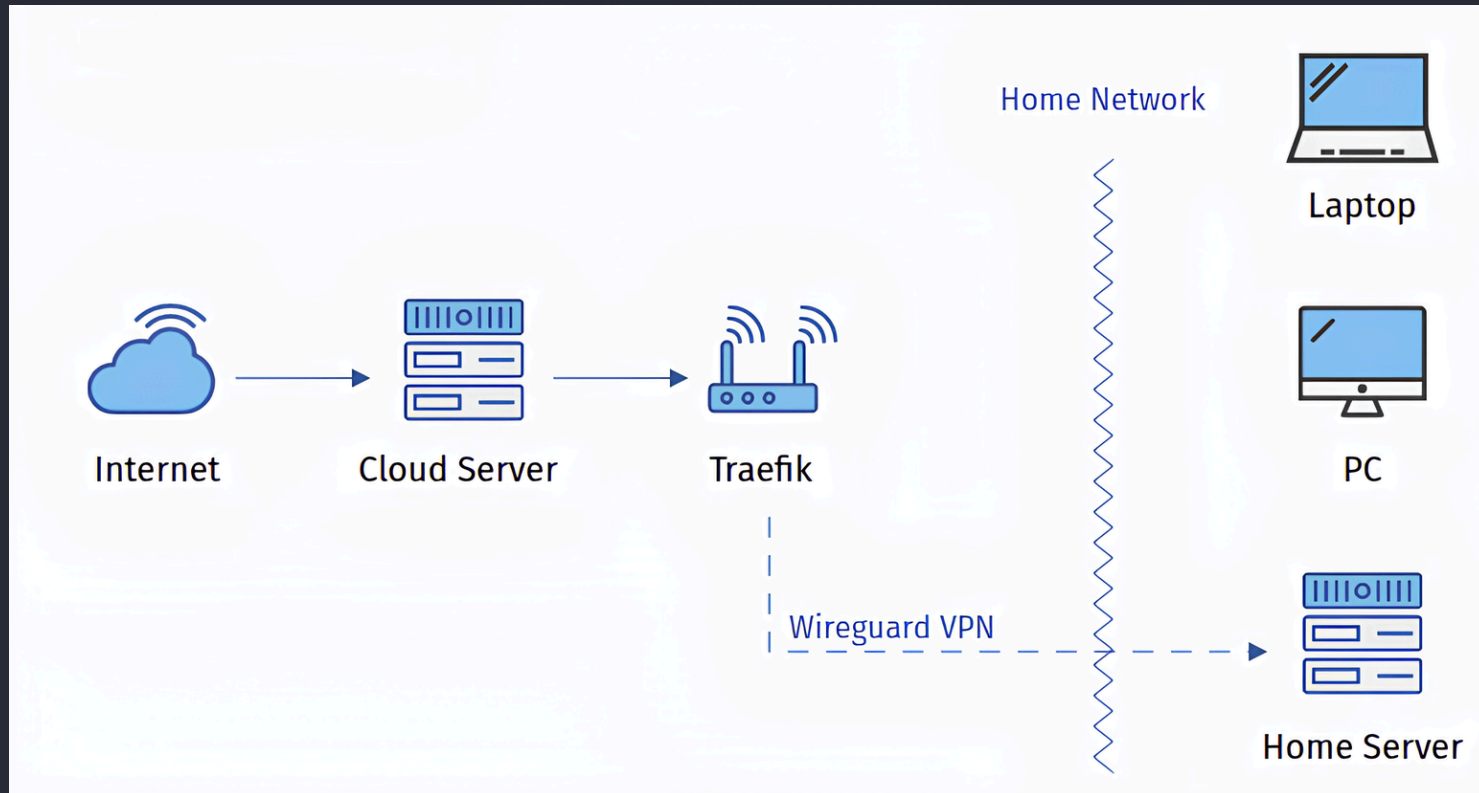 Home Network
Laptop
Internet
Cloud Server
Traefik
PC
Wireguard VPN
Home Server